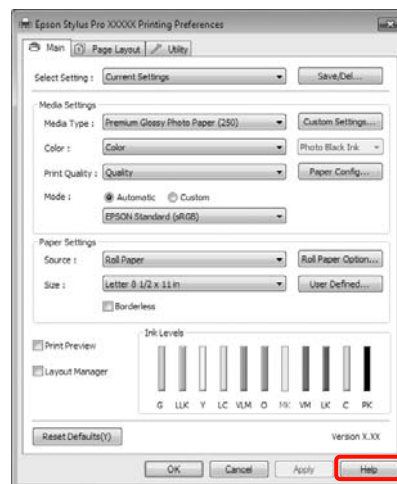 Epson Stylus Pro XXXXX Printing Preferences
Main Page Layout Utility
Select Setting : Current Settings Save/Del...
Media Settings
Media Type : Premium Glossy Photo Paper (250) Custom Settings...
Color : Color Photo Black Ink
Print Quality : Quality Paper Config...
Mode : Automatic Custom
EPSON Standard (sRGB)
Paper Settings
Source : Roll Paper Roll Paper Option...
Size : Letter 8 1/2 x 11 in User Defined...
Borderless
Ink Levels
Print Preview
Layout Manager
G LLK Y LC VLM O MK VM LK C PK
Reset Defaults(Y) Version X.XX
OK Cancel Apply Help